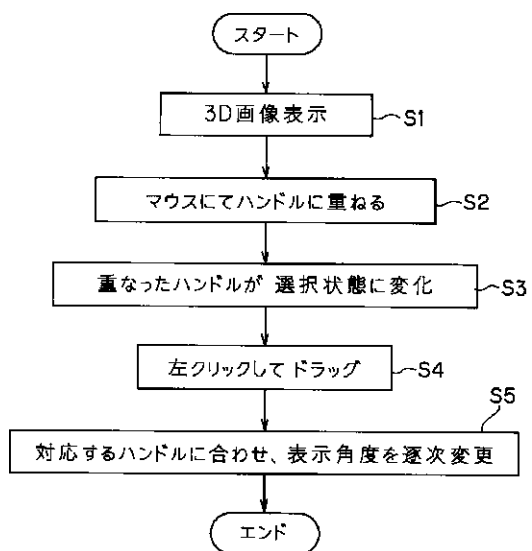 スタート
3D画像表示
S1
マウスにてハンドルに重ねる
S2
重なったハンドルが選択状態に変化
S3
左クリックしてドラッグ
S4
S5
対応するハンドルに合わせ、表示角度を逐次変更
エンド